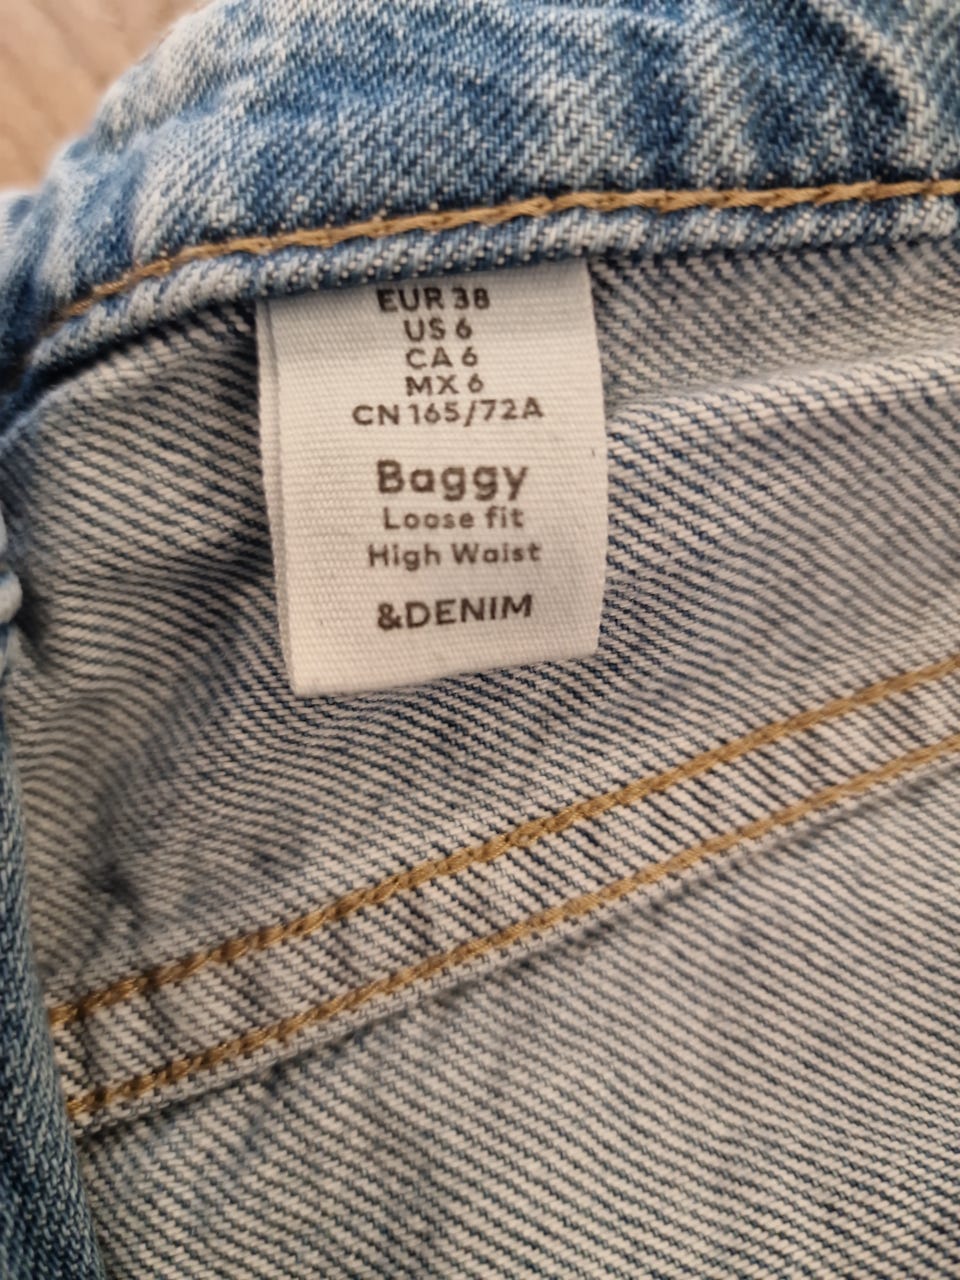 EUR 38
US 6
CA 6
MX 6
CN 165/72A
Baggy
Loose fit
High Waist
&DENIM